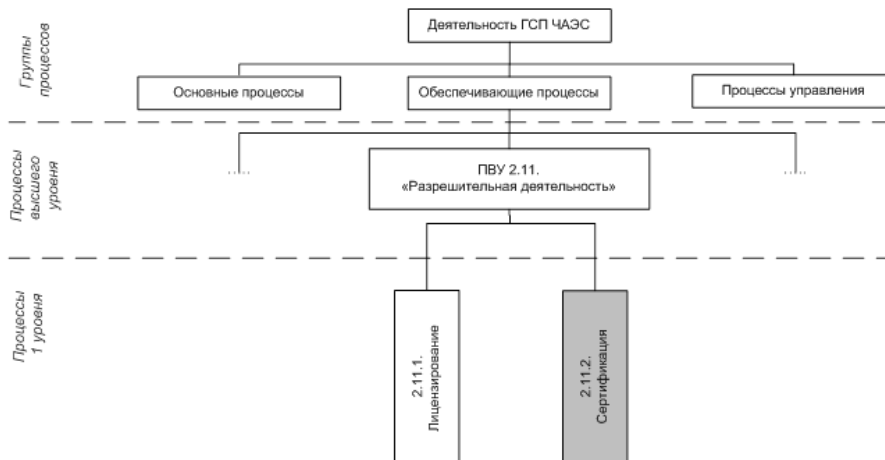 Деятельность ГСП ЧАЭС
Группы
процессов
Основные процессы
Обеспечивающие процессы
Процессы управления
Процессы
высшего
уровня
.....
ПВУ 2.11.
«Разрешительная деятельность»
.....
Процессы
1 уровня
2.11.1.
Лицензирование
2.11.2.
Сертификация